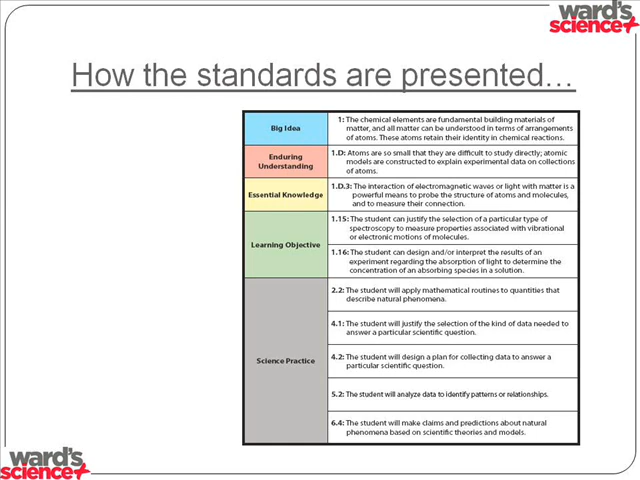 ward's
science+
How the standards are presented...
Big Idea
1: The chemical elements are fundamental building materials of
matter, and all matter can be understood in terms of arrangements
of atoms. These atoms retain their identity in chemical reactions.
Enduring
Understanding
1.D: Atoms are so small that they are difficult to study directly; atomic
models are constructed to explain experimental data on collections
of atoms.
Essential Knowledge
1.D.3: The interaction of electromagnetic waves or light with matter is a
powerful means to probe the structure of atoms and molecules,
and to measure their connection.
Learning Objective
1.15: The student can justify the selection of a particular type of
spectroscopy to measure properties associated with vibrational
or electronic motions of molecules.
1.16: The student can design and/or interpret the results of an
experiment regarding the absorption of light to determine the
concentration of an absorbing species in a solution.
Science Practice
2.2: The student will apply mathematical routines to quantities that
describe natural phenomena.
4.1: The student will justify the selection of the kind of data needed to
answer a particular scientific question.
4.2: The student will design a plan for collecting data to answer a
particular scientific question.
5.2: The student will analyze data to identify patterns or relationships.
6.4: The student will make claims and predictions about natural
phenomena based on scientific theories and models.
ward's
science+
ward's
science+